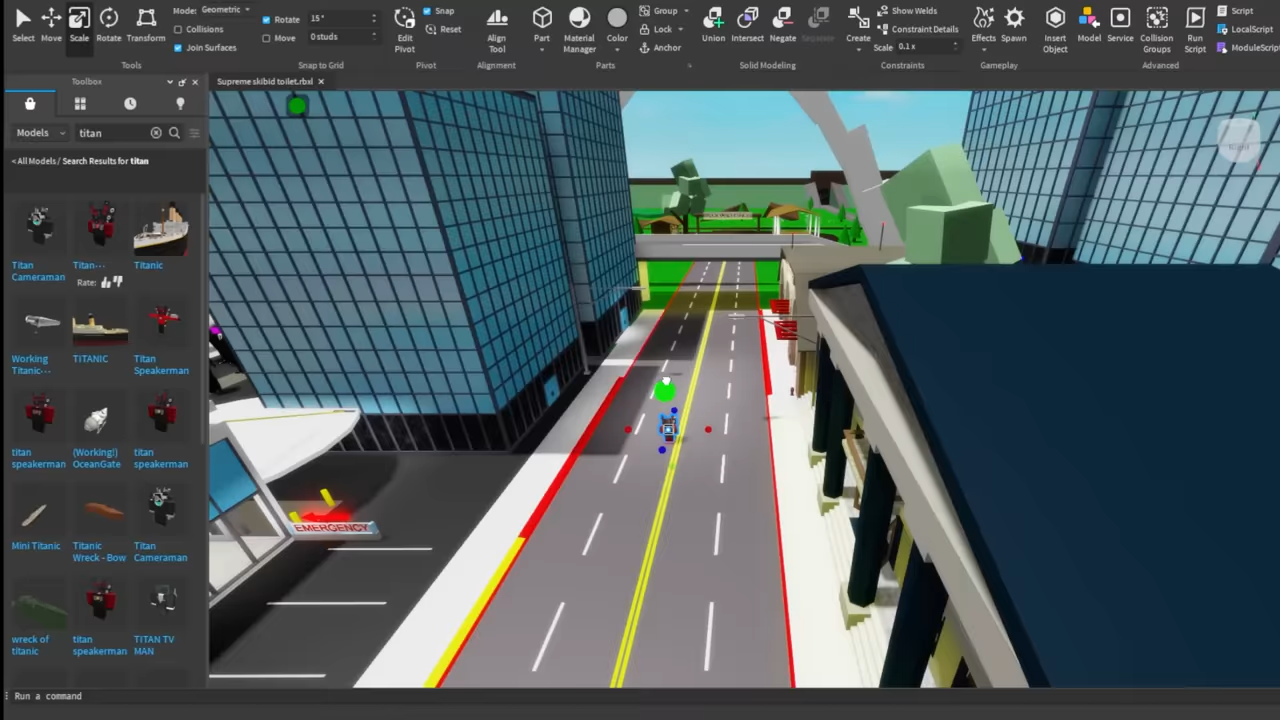 Select
Move
Scale
Rotate
Transform
Mode: Geometric
Collisions
Join Surfaces
Tools
Rotate 15°
Move 0 studs
Snap to Grid
Edit
Pivot
Snap
Reset
Pivot
Align
Tool
Alignment
Part
Material
Manager
Color
Group
Lock
Anchor
Parts
Union
Intersect
Negate
Separate
Solid Modeling
Create
Show Welds
Constraint Details
Scale 0.1 x
Constraints
Effects
Spawn
Gameplay
Insert
Object
Model
Service
Collision
Groups
Run
Script
Advanced
Script
LocalScript
ModuleScrip
Toolbox
Supreme skibid toilet.rbxl
Models
titan
< All Models / Search Results for titan
Titan
Cameraman
Titan...
Rate:
Titanic
Working
Titanic...
TITANIC
Titan
Speakerman
titan
speakerman
(Working!)
OceanGate
titan
speakerman
Mini Titanic
Titanic
Wreck - Bow
Titan
Cameraman
wreck of
titanic
titan
speakerman
TITAN TV
MAN
EMERGENCY
Run a command